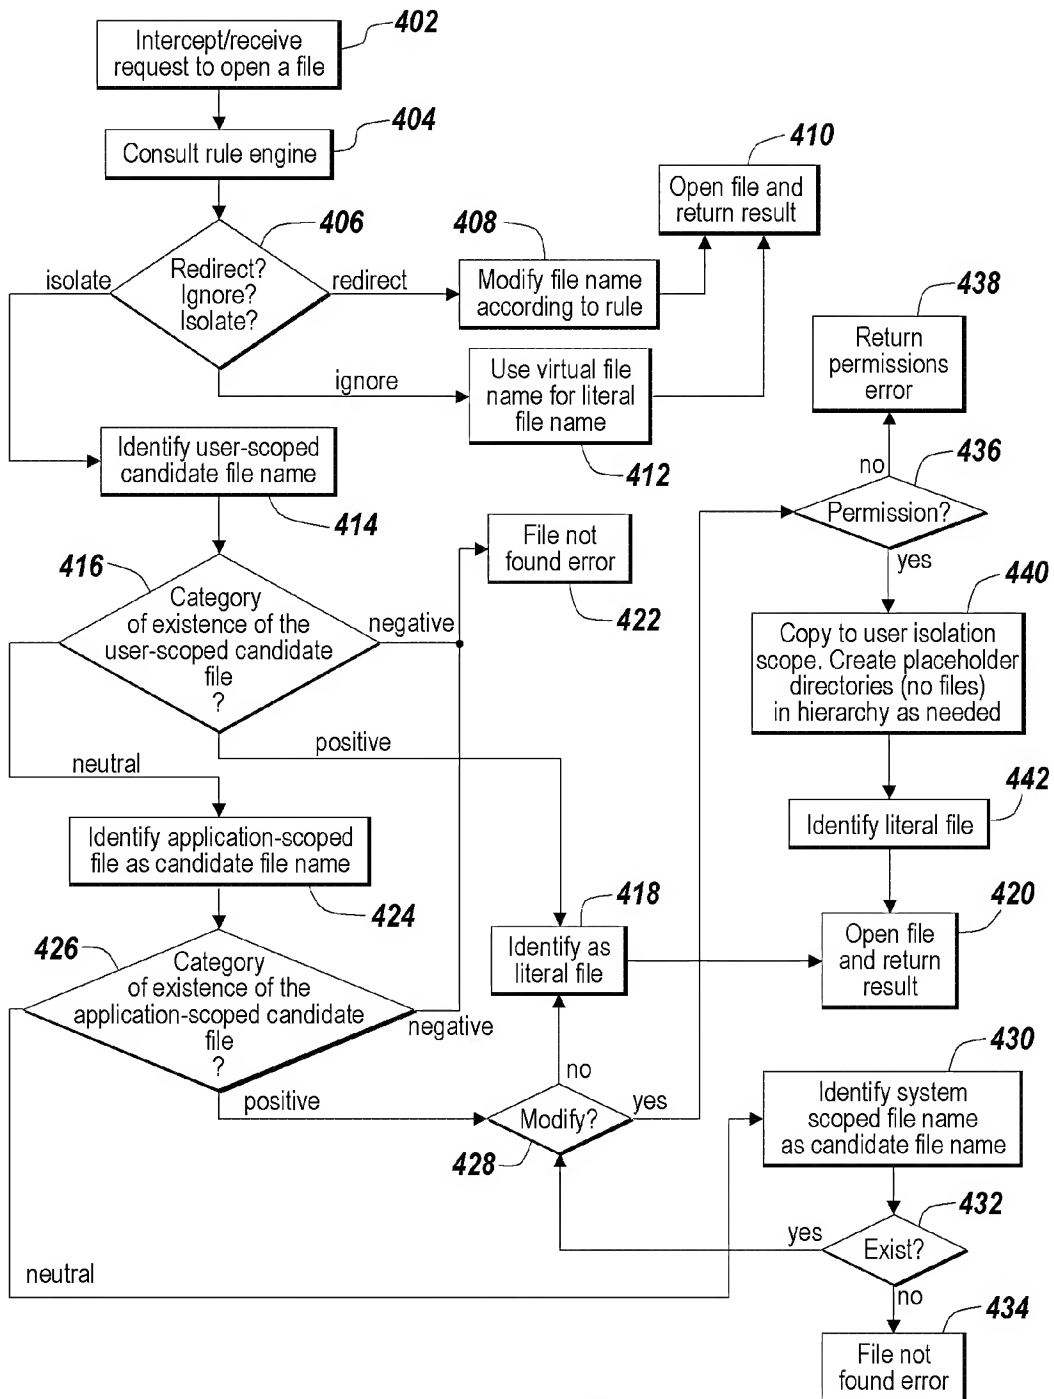 402
Intercept/receive
request to open a file
404
Consult rule engine
406
Redirect?
Ignore?
Isolate?
isolate
redirect
ignore
408
Modify file name
according to rule
410
Open file and
return result
Use virtual file
name for literal
file name
412
438
Return
permissions
error
Identify user-scoped
candidate file name
414
no
436
Permission?
yes
416
Category
of existence of the
user-scoped candidate
file
?
negative
File not
found error
422
440
Copy to user isolation
scope. Create placeholder
directories (no files)
in hierarchy as needed
positive
neutral
442
Identify literal file
Identify application-scoped
file as candidate file name
424
418
Identify as
literal file
420
Open file
and return
result
426
Category
of existence of the
application-scoped candidate
file
?
negative
positive
no
Modify?
yes
428
430
Identify system
scoped file name
as candidate file name
432
yes
Exist?
neutral
no
434
File not
found error